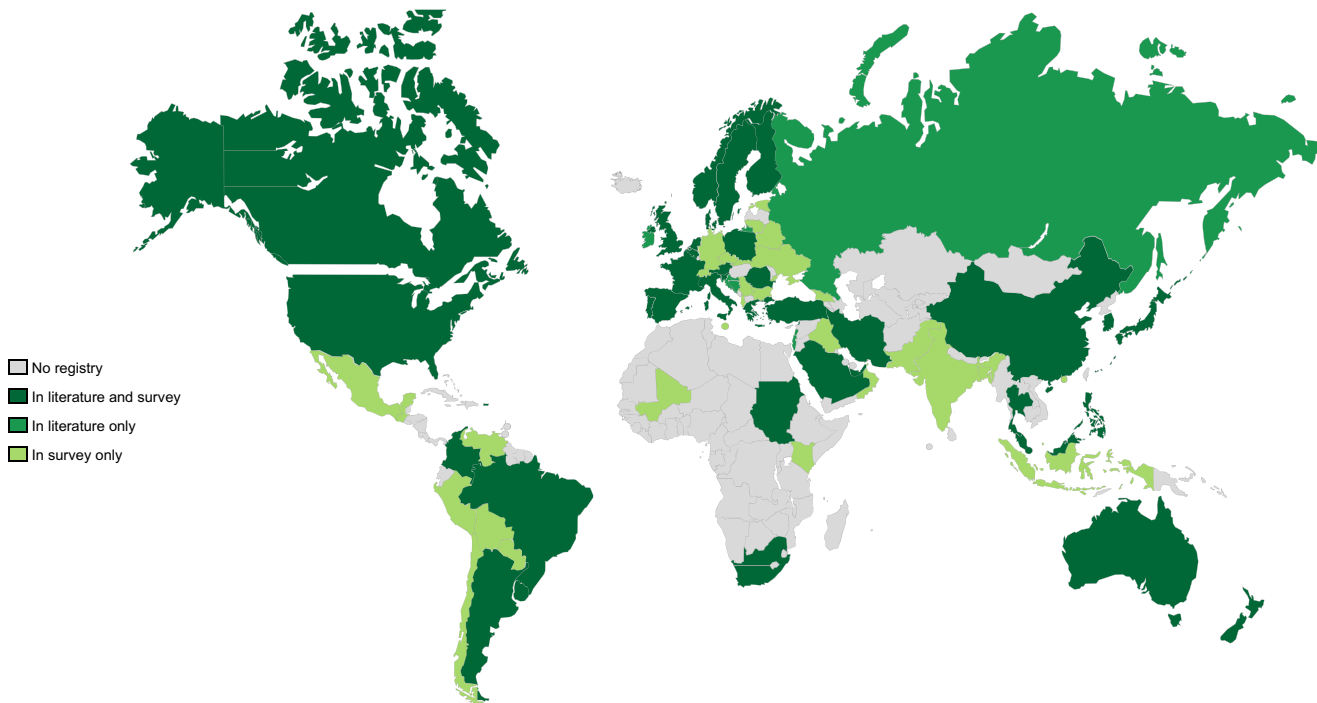 No registry
In literature and survey
In literature only
In survey only